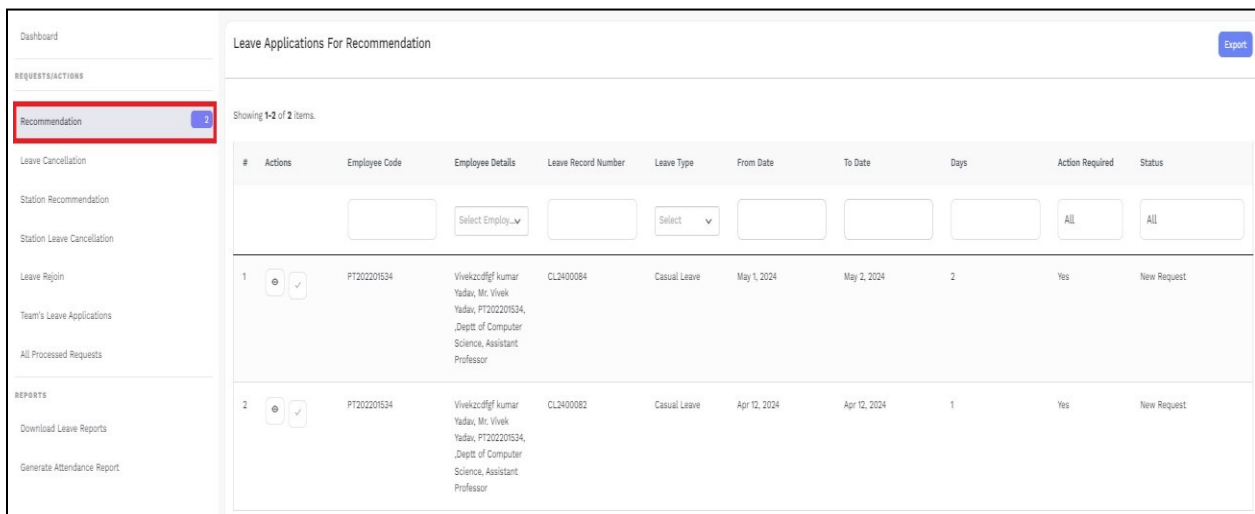 Dashboard
REQUESTS/ACTIONS
Recommendation 2
Leave Cancellation
Station Recommendation
Station Leave Cancellation
Leave Rejoin
Team's Leave Applications
All Processed Requests
REPORTS
Download Leave Reports
Generate Attendance Report
Leave Applications For Recommendation
Export
Showing 1-2 of 2 items.
# Actions Employee Code Employee Details Leave Record Number Leave Type From Date To Date Days Action Required Status
Select Employ... Select All All
1 PT202201534 Vivekzcdfgf kumar CL2400084 Casual Leave May 1, 2024 May 2, 2024 2 Yes New Request
Yadav, Mr. Vivek
Yadav, PT202201534,
,Deptt of Computer
Science, Assistant
Professor
2 PT202201534 Vivekzcdfgf kumar CL2400082 Casual Leave Apr 12, 2024 Apr 12, 2024 1 Yes New Request
Yadav, Mr. Vivek
Yadav, PT202201534,
,Deptt of Computer
Science, Assistant
Professor